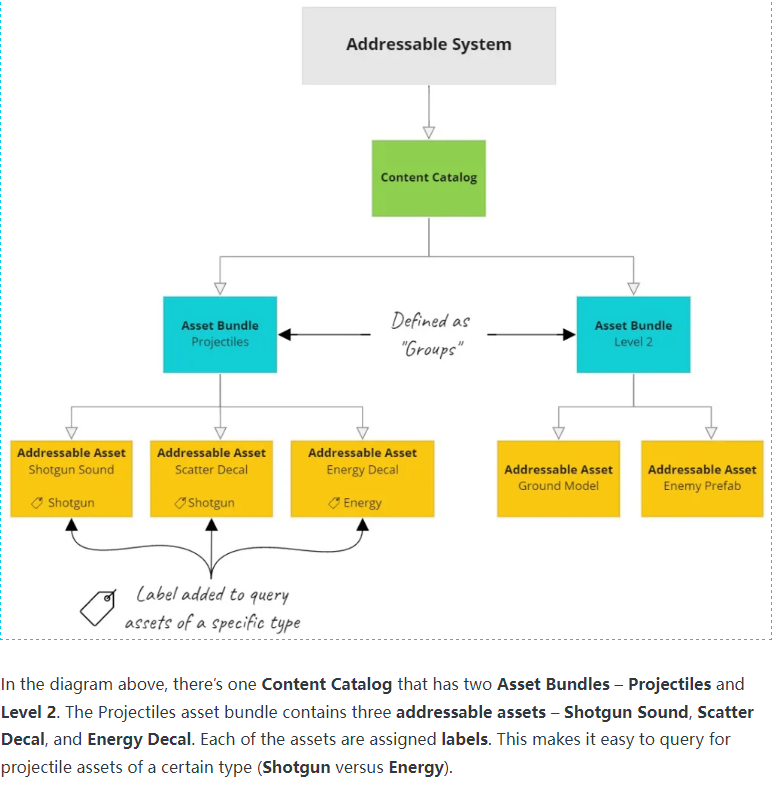 Addressable System
Content Catalog
Asset Bundle
Projectiles
Defined as
"Groups"
Asset Bundle
Level 2
Addressable Asset
Shotgun Sound
Shotgun
Addressable Asset
Scatter Decal
Shotgun
Addressable Asset
Energy Decal
Energy
Addressable Asset
Ground Model
Addressable Asset
Enemy Prefab
Label added to query
assets of a specific type
In the diagram above, there’s one Content Catalog that has two Asset Bundles – Projectiles and
Level 2. The Projectiles asset bundle contains three addressable assets – Shotgun Sound, Scatter
Decal, and Energy Decal. Each of the assets are assigned labels. This makes it easy to query for
projectile assets of a certain type (Shotgun versus Energy).